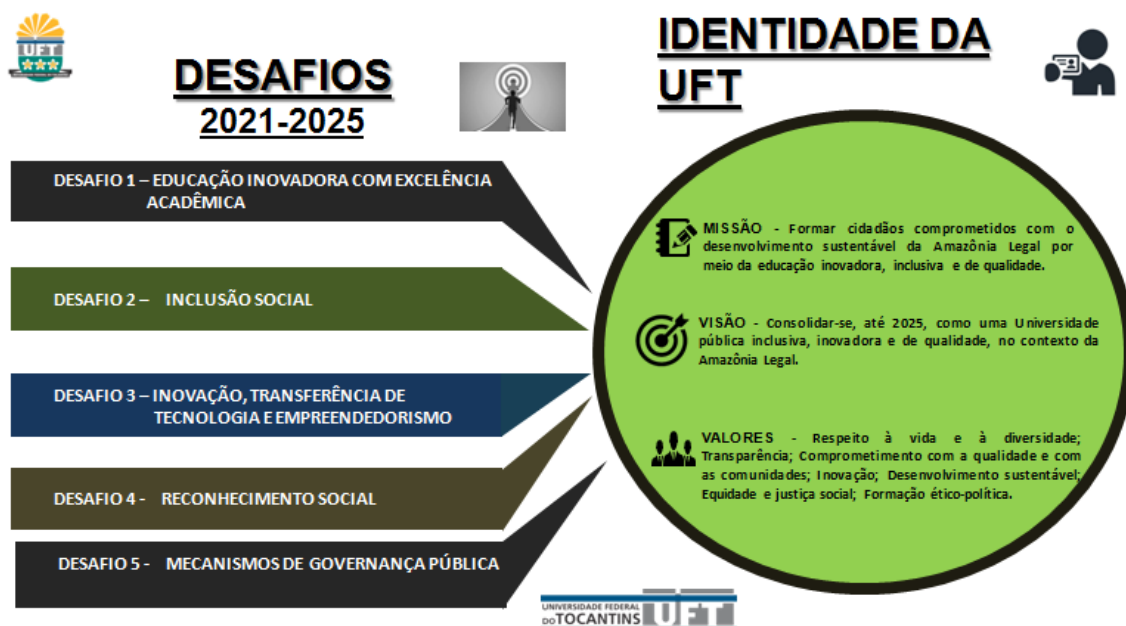 UFT
DESAFIOS
2021-2025
IDENTIDADE DA
UFT
DESAFIO 1 – EDUCAÇÃO INOVADORA COM EXCELÊNCIA
ACADÊMICA
DESAFIO 2 – INCLUSÃO SOCIAL
DESAFIO 3 – INOVAÇÃO, TRANSFERÊNCIA DE
TECNOLOGIA E EMPREENDEDORISMO
DESAFIO 4 - RECONHECIMENTO SOCIAL
DESAFIO 5 - MECANISMOS DE GOVERNANÇA PÚBLICA
MISSÃO - Formar cidadãos comprometidos com o
desenvolvimento sustentável da Amazônia Legal por
meio da educação inovadora, inclusiva e de qualidade.
VISÃO - Consolidar-se, até 2025, como uma Universidade
pública inclusiva, inovadora e de qualidade, no contexto da
Amazônia Legal.
VALORES - Respeito à vida e à diversidade;
Transparência; Comprometimento com a qualidade e com
as comunidades; Inovação; Desenvolvimento sustentável;
Equidade e justiça social; Formação ético-política.
UNIVERSIDADE FEDERAL
DO TOCANTINS UFT